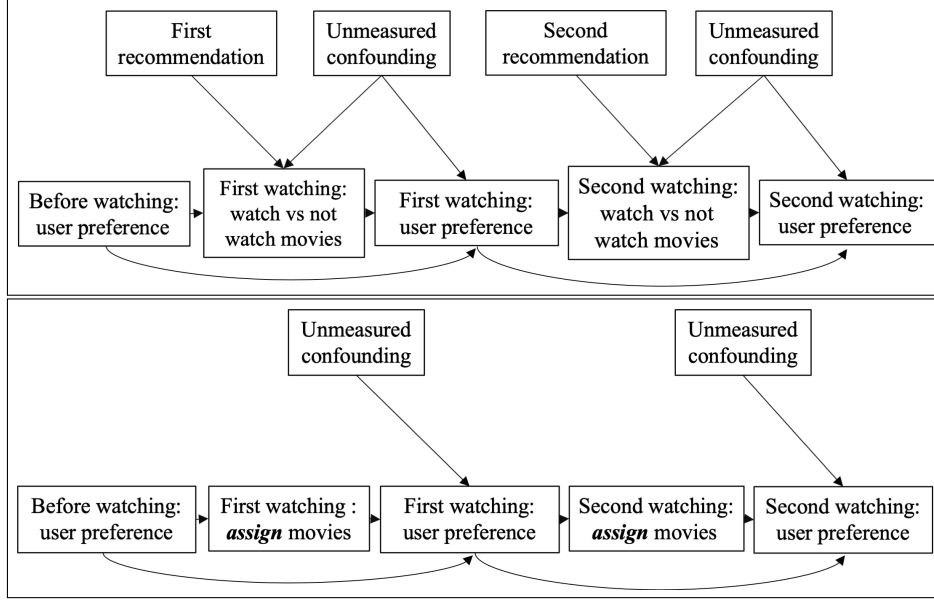 First
recommendation
Unmeasured
confounding
Second
recommendation
Unmeasured
confounding
Before watching:
user preference
First watching:
watch vs not
watch movies
First watching:
user preference
Second watching:
watch vs not
watch movies
Second watching:
user preference
Unmeasured
confounding
Unmeasured
confounding
Before watching:
user preference
First watching :
assign movies
First watching:
user preference
Second watching:
assign movies
Second watching:
user preference